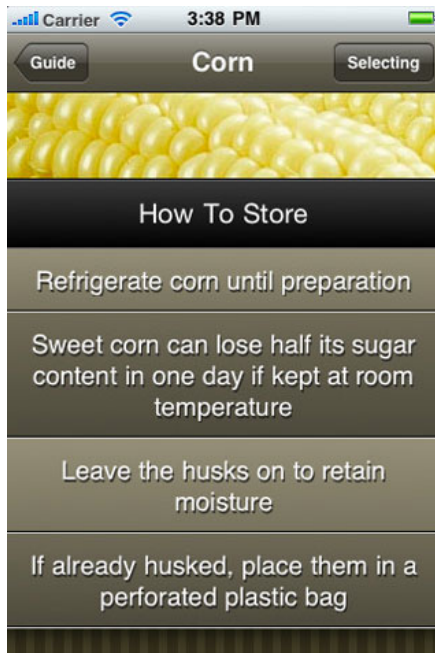 Carrier 3:38 PM
Guide Corn Selecting
How To Store
Refrigerate corn until preparation
Sweet corn can lose half its sugar
content in one day if kept at room
temperature
Leave the husks on to retain
moisture
If already husked, place them in a
perforated plastic bag